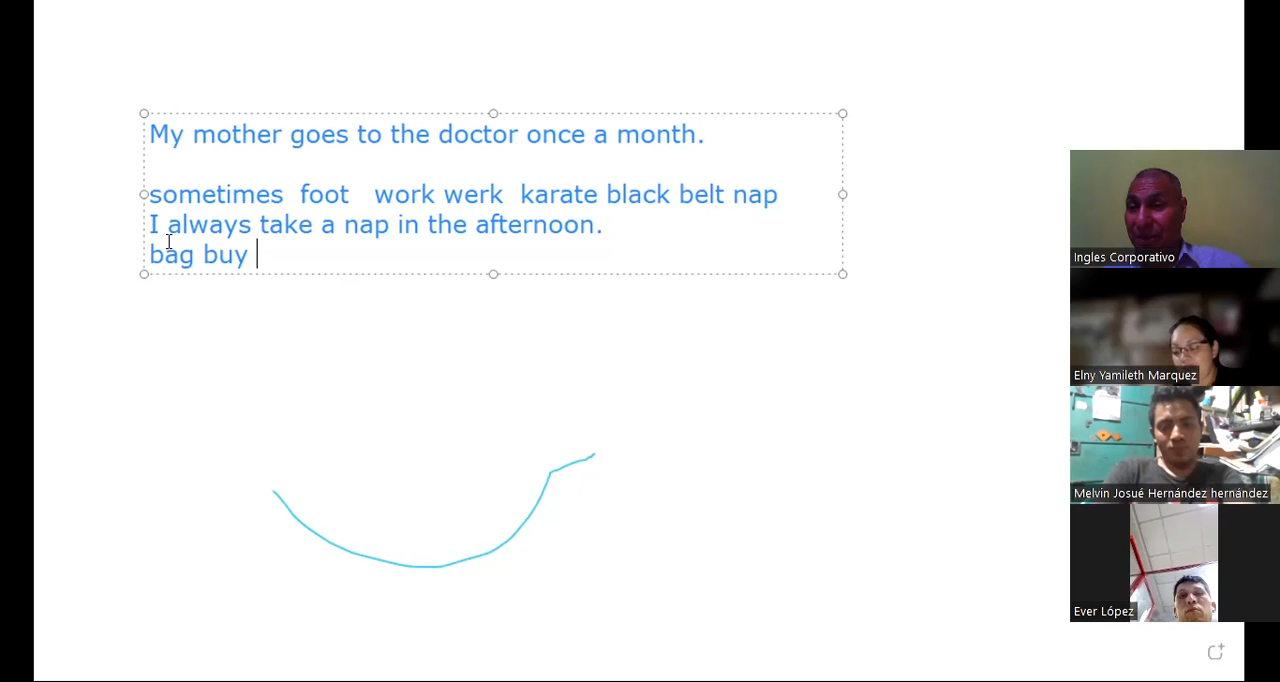 My mother goes to the doctor once a month.
sometimes foot work werk karate black belt nap
I always take a nap in the afternoon.
bag buy
Ingles Corporativo
Elny Yamileth Marquez
Melvin Josué Hernández hernández
Ever López